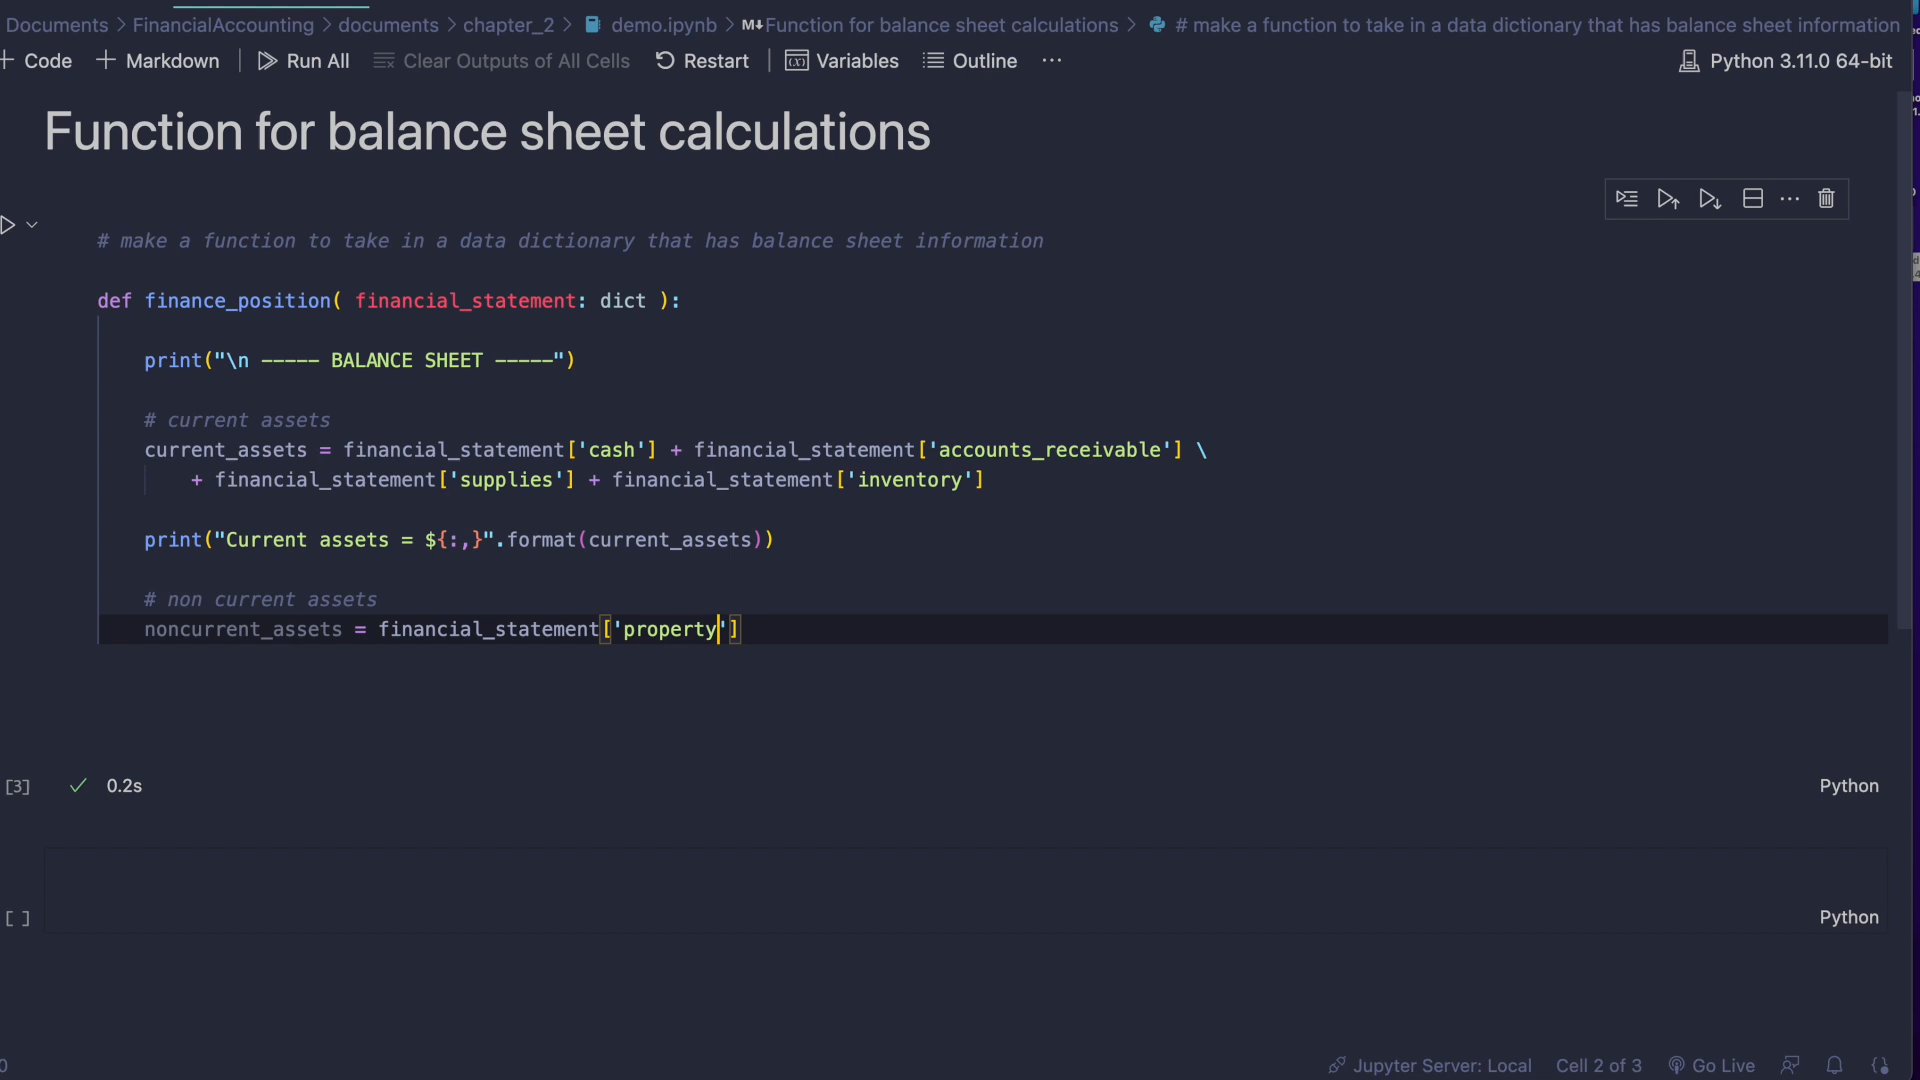 Documents > FinancialAccounting > documents > chapter_2 > demo.ipynb > M↓Function for balance sheet calculations > # make a function to take in a data dictionary that has balance sheet information
+ Code + Markdown Run All Clear Outputs of All Cells Restart Variables Outline ··· Python 3.11.0 64-bit
Function for balance sheet calculations
# make a function to take in a data dictionary that has balance sheet information
def finance_position( financial_statement: dict ):
print("\n ----- BALANCE SHEET -----")
# current assets
current_assets = financial_statement['cash'] + financial_statement['accounts_receivable'] \
+ financial_statement['supplies'] + financial_statement['inventory']
print("Current assets = ${:,}".format(current_assets))
# non current assets
noncurrent_assets = financial_statement['property']
[3] ✓ 0.2s Python
[ ] Python
Jupyter Server: Local Cell 2 of 3 Go Live